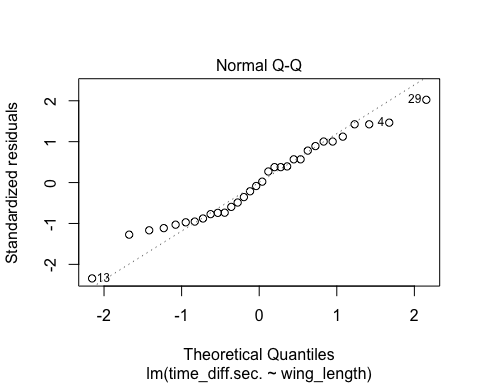 Normal Q-Q
Standardized residuals
2
1
0
-1
-2
29
4
13
-2 -1 0 1 2
Theoretical Quantiles
lm(time_diff.sec. ~ wing_length)